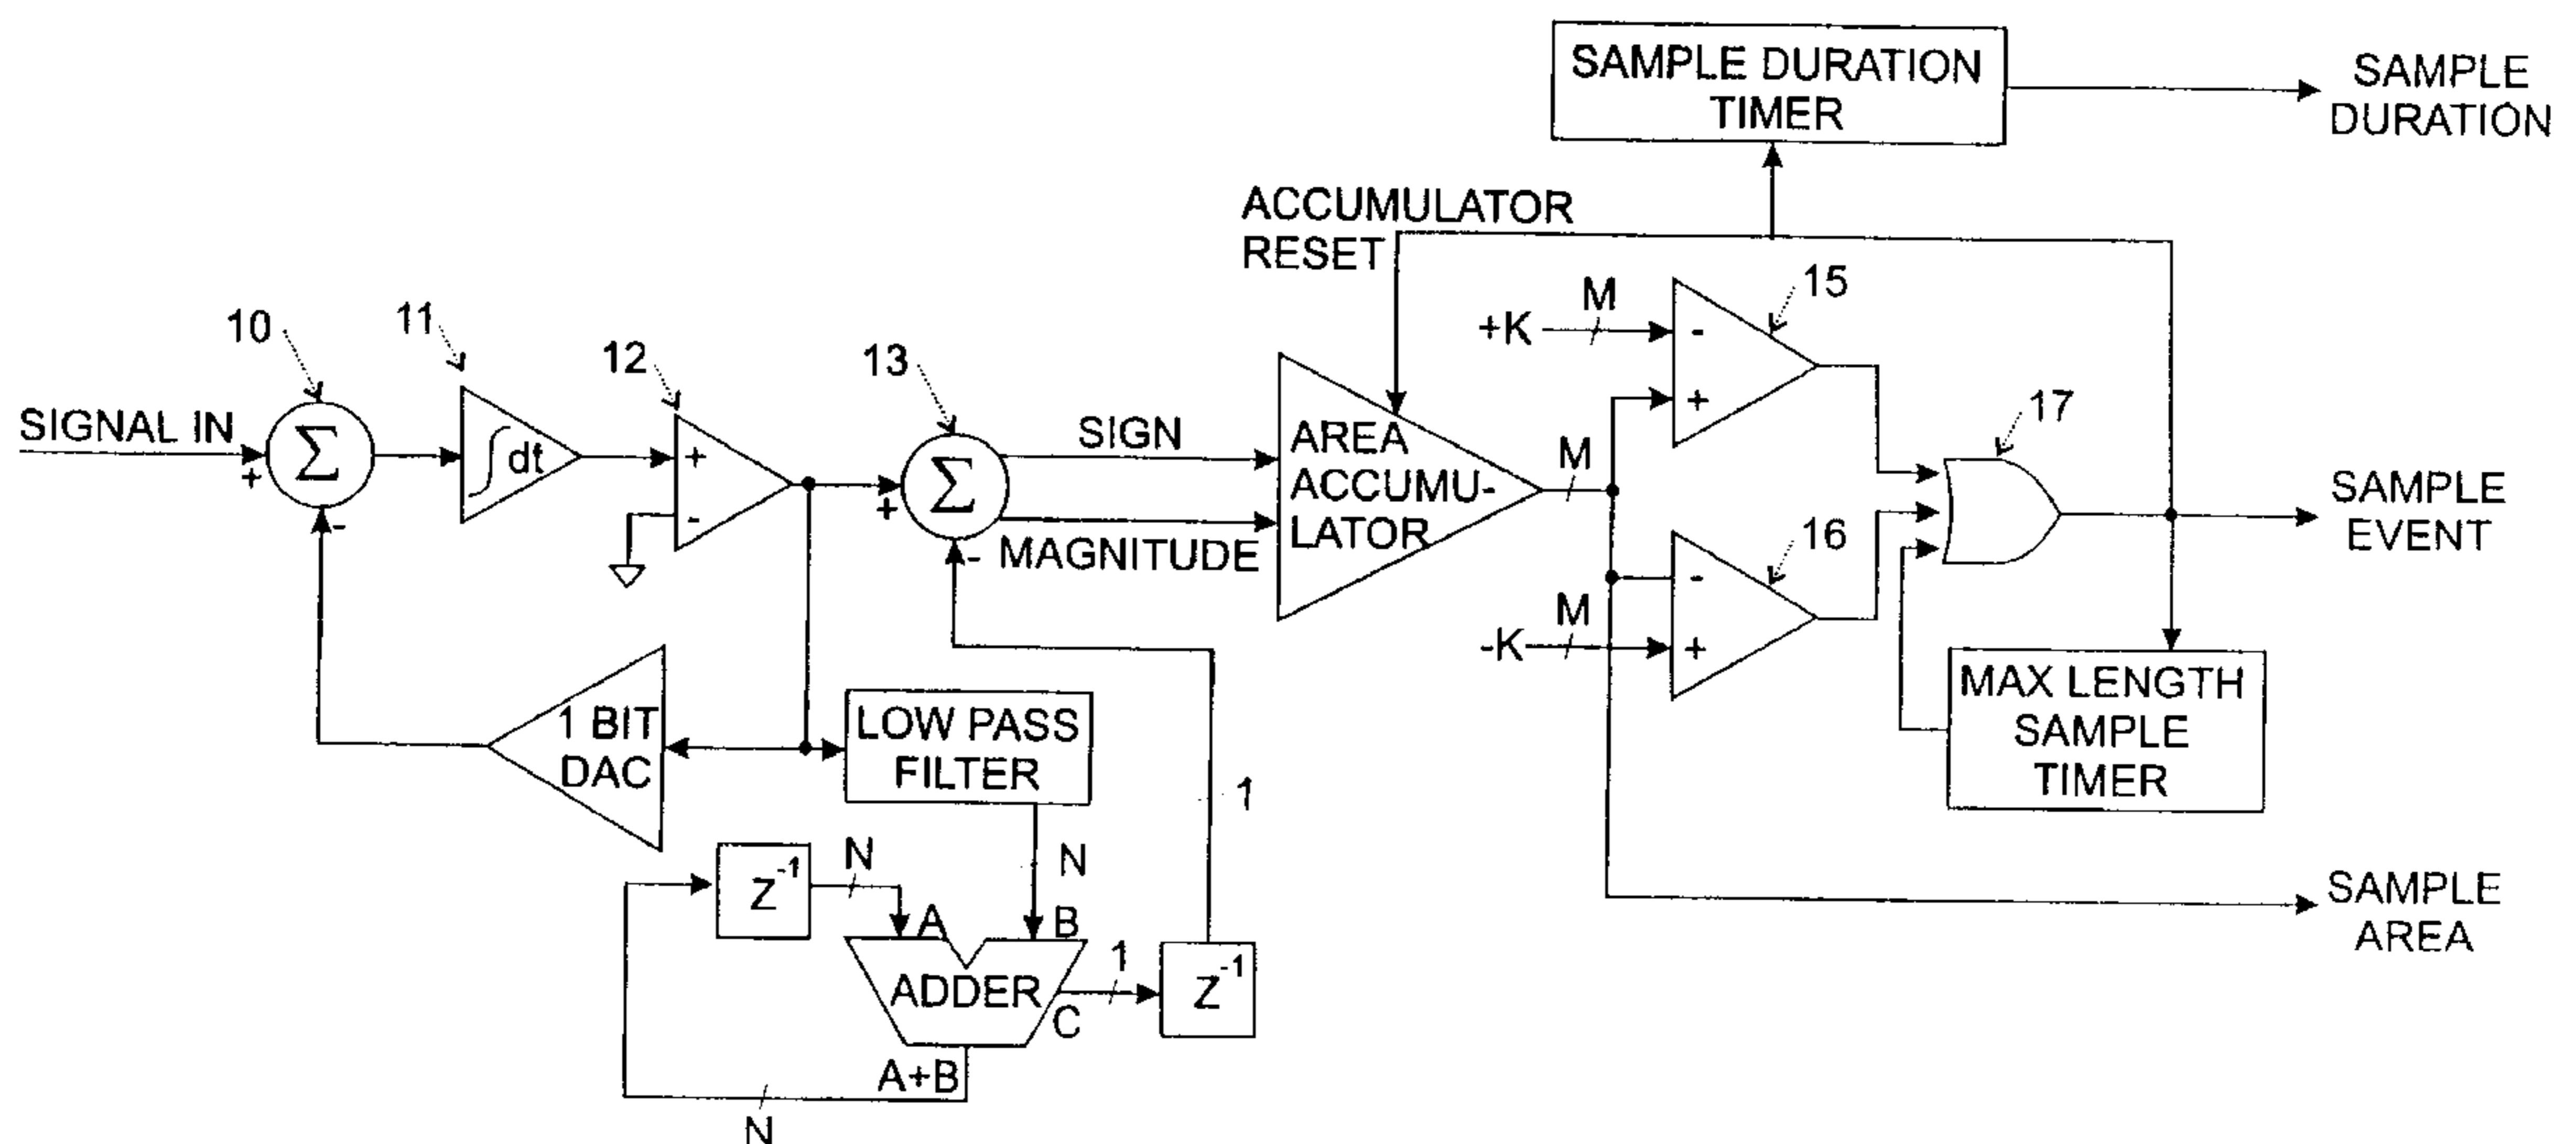 SAMPLE DURATION
TIMER
SAMPLE
DURATION
ACCUMULATOR
RESET
10
11
12
13
15
16
17
SIGNAL IN
+
-
Σ
∫dt
+
-
+
-
Σ
SIGN
MAGNITUDE
AREA
ACCUMU-
LATOR
M
+K
M
-
+
-K
M
-
+
SAMPLE
EVENT
MAX LENGTH
SAMPLE
TIMER
1 BIT
DAC
LOW PASS
FILTER
1
N
Z⁻¹
N
A
B
ADDER
C
1
Z⁻¹
A+B
N
SAMPLE
AREA